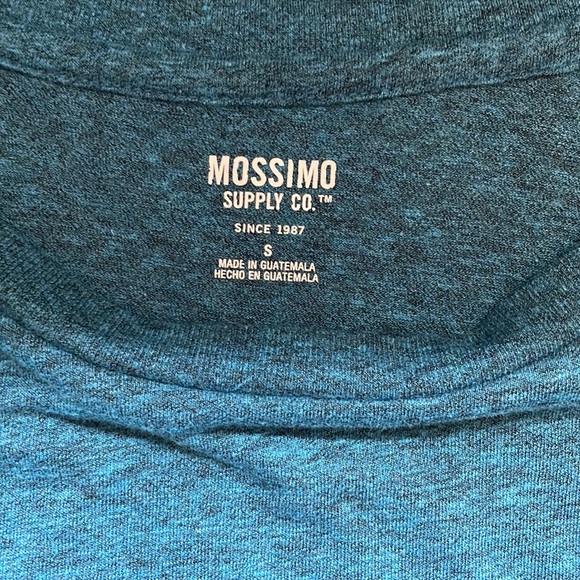 MOSSIMO
SUPPLY CO.™
SINCE 1987
S
MADE IN GUATEMALA
HECHO EN GUATEMALA